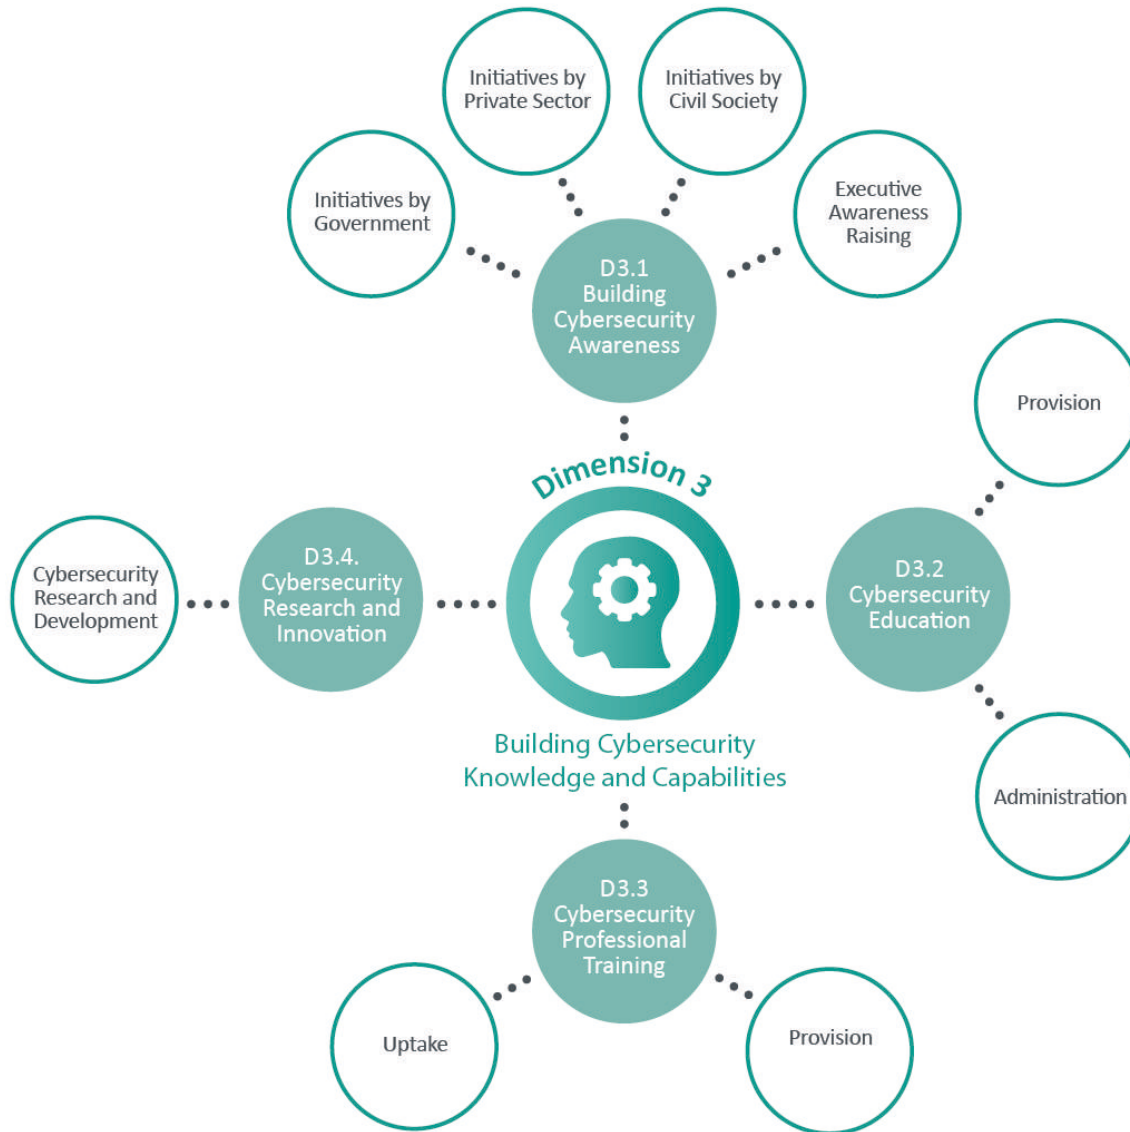 Initiatives by
Private Sector
Initiatives by
Civil Society
Initiatives by
Government
Executive
Awareness
Raising
D3.1
Building
Cybersecurity
Awareness
Provision
Dimension 3
D3.2
Cybersecurity
Education
D3.4.
Cybersecurity
Research and
Innovation
Cybersecurity
Research and
Development
Building Cybersecurity
Knowledge and Capabilities
Administration
D3.3
Cybersecurity
Professional
Training
Uptake
Provision